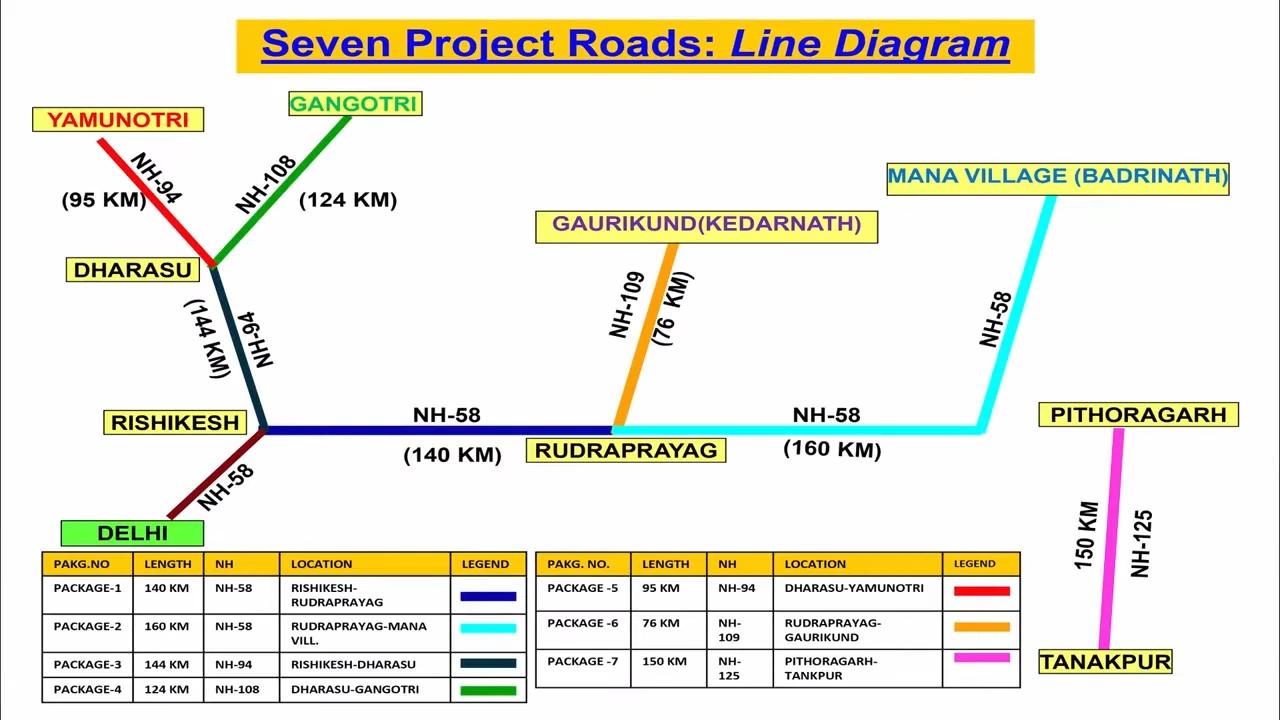 Seven Project Roads: Line Diagram
GANGOTRI
YAMUNOTRI
NH-94
NH-108
(95 KM)
(124 KM)
MANA VILLAGE (BADRINATH)
GAURIKUND(KEDARNATH)
DHARASU
(144 KM)
NH-94
NH-109
(76 KM)
NH-58
RISHIKESH
NH-58
(140 KM)
RUDRAPRAYAG
NH-58
(160 KM)
PITHORAGARH
NH-58
DELHI
150 KM
NH-125
TANAKPUR
PAKG.NO LENGTH NH LOCATION LEGEND
PACKAGE-1 140 KM NH-58 RISHIKESH-
RUDRAPRAYAG
PACKAGE-2 160 KM NH-58 RUDRAPRAYAG-MANA
VILL.
PACKAGE-3 144 KM NH-94 RISHIKESH-DHARASU
PACKAGE-4 124 KM NH-108 DHARASU-GANGOTRI
PAKG. NO. LENGTH NH LOCATION LEGEND
PACKAGE -5 95 KM NH-94 DHARASU-YAMUNOTRI
PACKAGE -6 76 KM NH- RUDRAPRAYAG-
109 GAURIKUND
PACKAGE -7 150 KM NH- PITHORAGARH-
125 TANKPUR